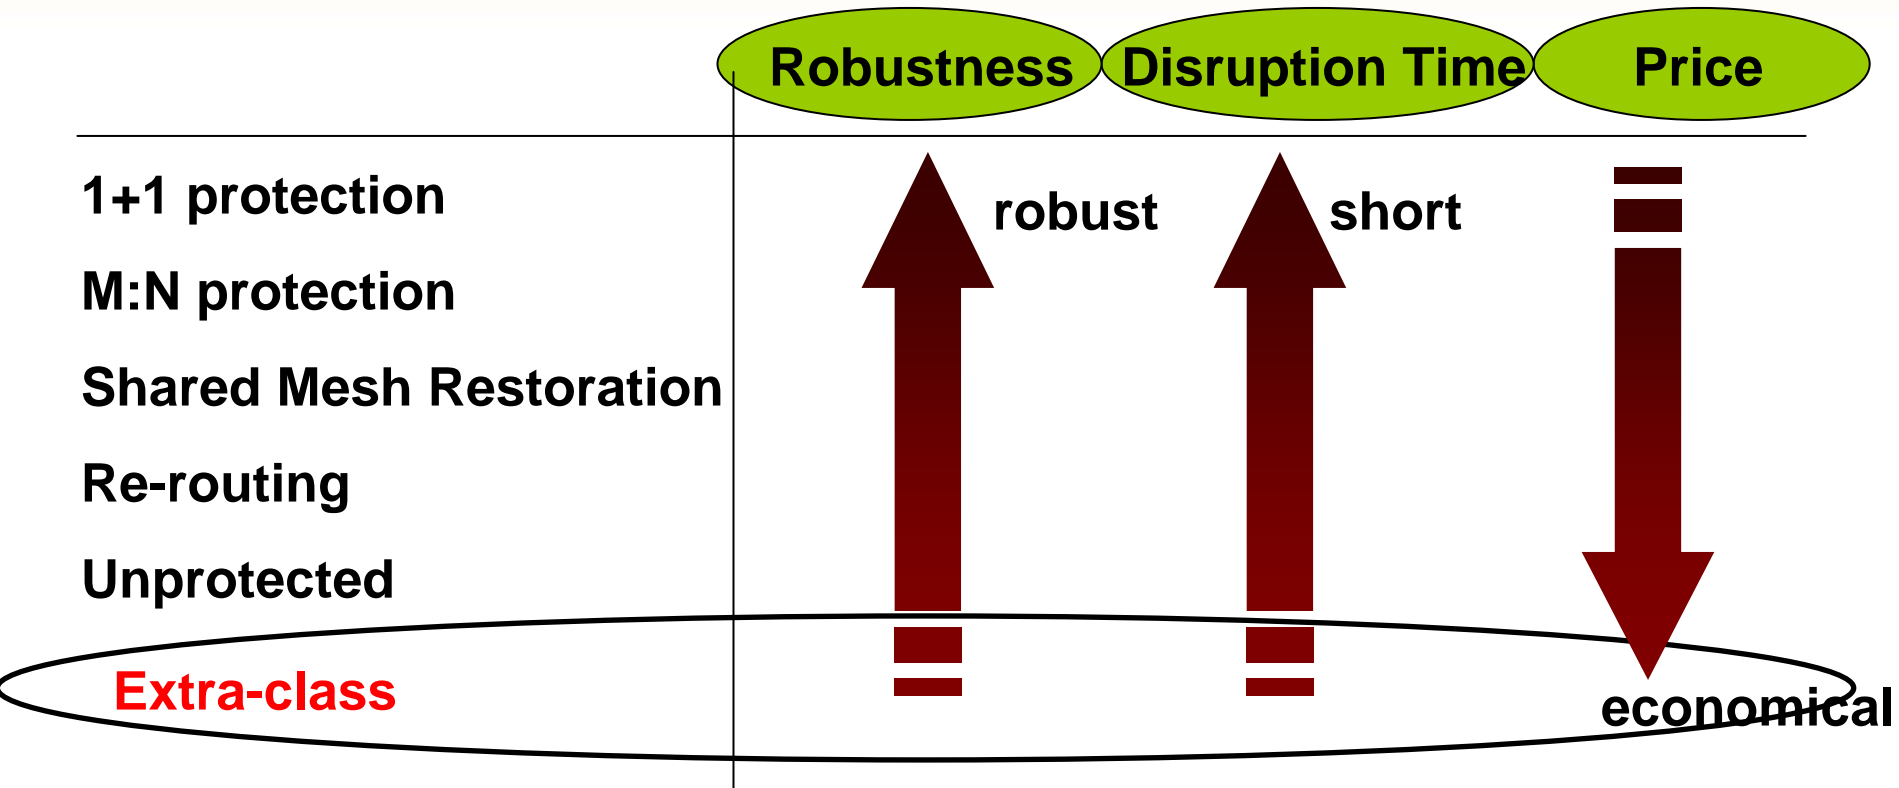 Robustness Disruption Time Price
1+1 protection
robust short
M:N protection
Shared Mesh Restoration
Re-routing
Unprotected
Extra-class
economical